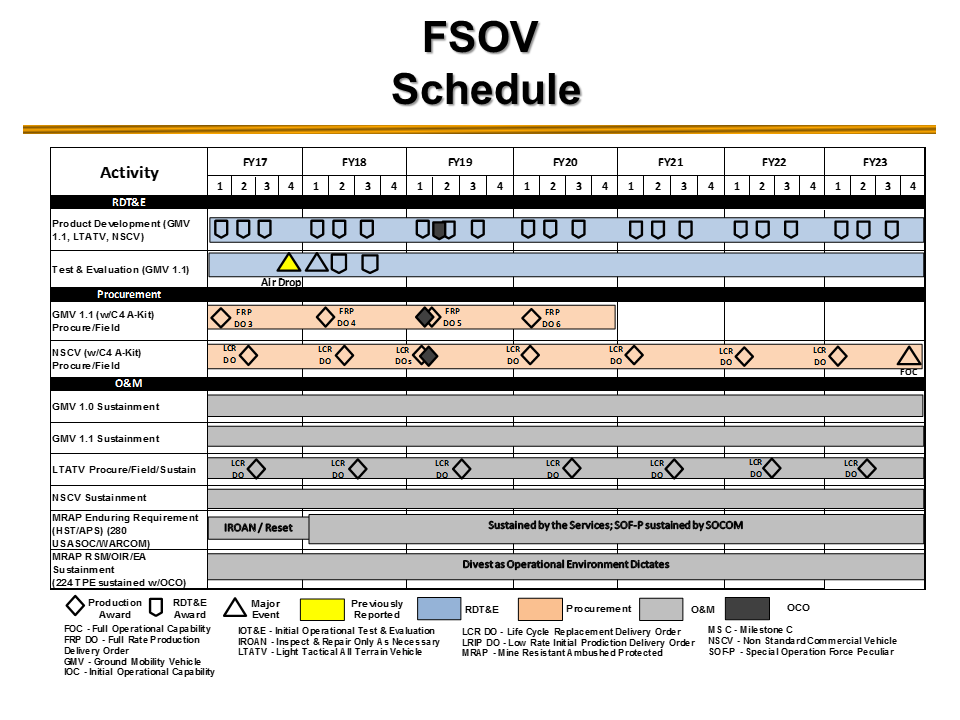 FSOV
Schedule
Activity FY17 FY18 FY19 FY20 FY21 FY22 FY23
1 2 3 4 1 2 3 4 1 2 3 4 1 2 3 4 1 2 3 4 1 2 3 4 1 2 3 4
RDT&E
Product Development (GMV
1.1, LTATV, NSCV)
Test & Evaluation (GMV 1.1)
Air Drop
Procurement
GMV 1.1 (w/C4 A-Kit)
Procure/Field
FRP FRP FRP FRP
DO 3 DO 4 DO 5 DO 6
NSCV (w/C4 A-Kit)
Procure/Field
LCR LCR LCR LCR LCR LCR LCR
DO DO DOs DO DO DO DO
FOC
O&M
GMV 1.0 Sustainment
GMV 1.1 Sustainment
LTATV Procure/Field/Sustain
LCR LCR LCR LCR LCR LCR LCR
DO DO DO DO DO DO DO
NSCV Sustainment
MRAP Enduring Requirement
(HST/APS) (280
USASOC/WARCOM)
IROAN / Reset
Sustained by the Services; SOF-P sustained by SOCOM
MRAP RSM/OIR/EA
Sustainment
(224 TPE sustained w/OCO)
Divest as Operational Environment Dictates
Production
Award
RDT&E
Award
Major
Event
Previously
Reported
RDT&E
Procurement
O&M
OCO
FOC - Full Operational Capability
FRP DO - Full Rate Production
Delivery Order
GMV - Ground Mobility Vehicle
IOC - Initial Operational Capability
IOT&E - Initial Operational Test & Evaluation
IROAN - Inspect & Repair Only As Necessary
LTATV - Light Tactical All Terrain Vehicle
LCR DO - Life Cycle Replacement Delivery Order
LRIP DO - Low Rate Initial Prodiction Delivery Order
MRAP - Mine Resistant Ambushed Protected
MS C - Milestone C
NSCV - Non Standard Commercial Vehicle
SOF-P - Special Operation Force Peculiar